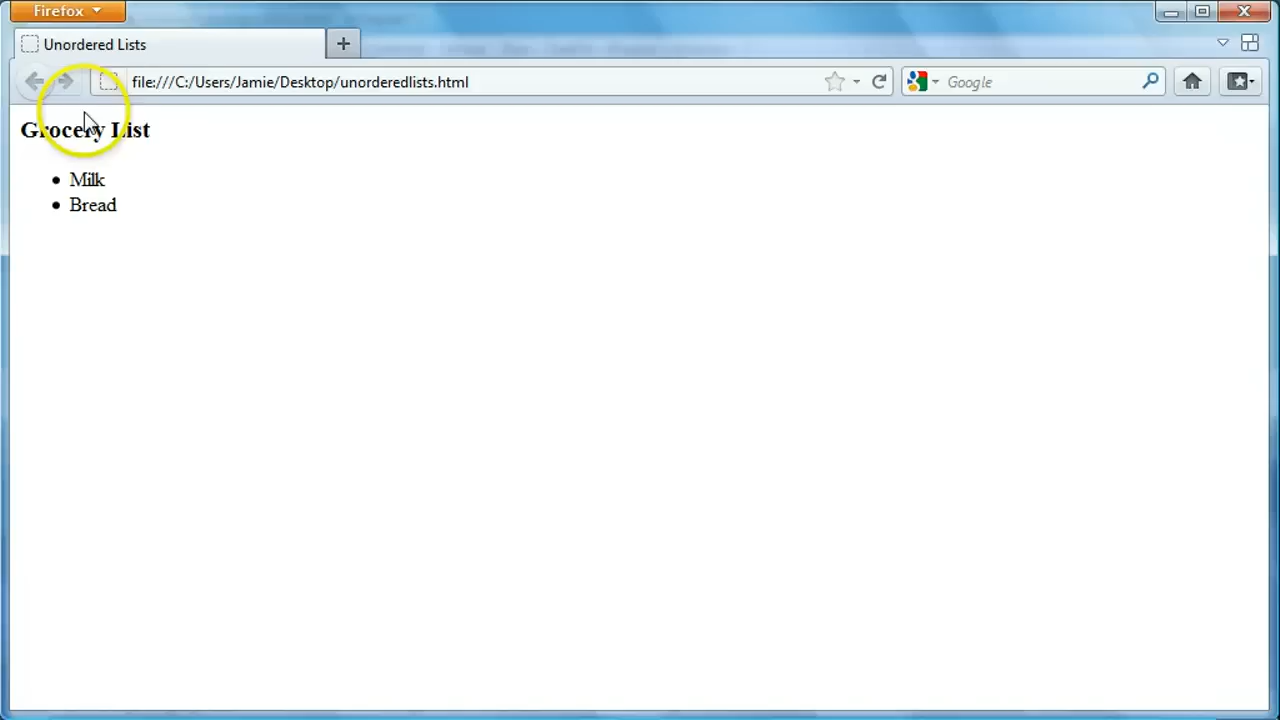 Firefox
Unordered Lists
file:///C:/Users/Jamie/Desktop/unorderedlists.html
Google
Grocery List
Milk
Bread